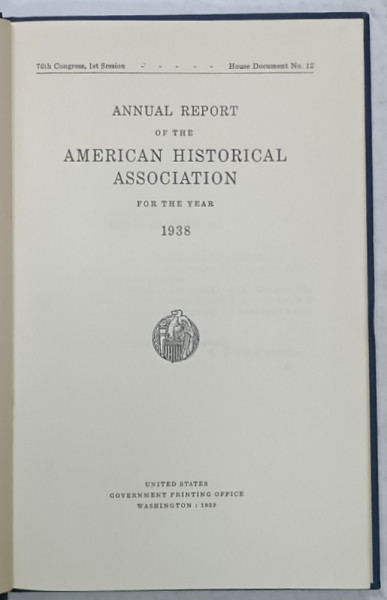 76th Congress, 1st Session - - - - - House Document No. 12
ANNUAL REPORT
OF THE
AMERICAN HISTORICAL
ASSOCIATION
FOR THE YEAR
1938
UNITED STATES
GOVERNMENT PRINTING OFFICE
WASHINGTON : 1939